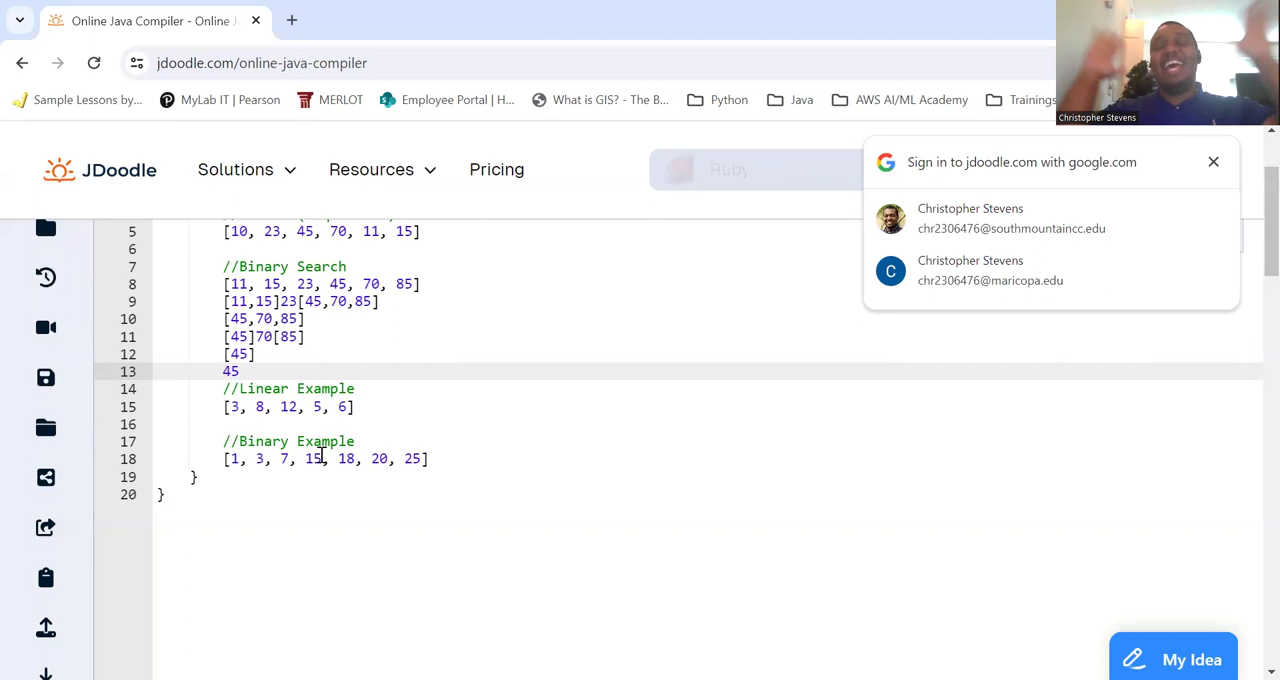 Online Java Compiler - Online J
jdoodle.com/online-java-compiler
Sample Lessons by...
MyLab IT | Pearson
MERLOT
Employee Portal | H...
What is GIS? - The B...
Python
Java
AWS AI/ML Academy
Trainings
Christopher Stevens
JDoodle
Solutions
Resources
Pricing
Ruby
Sign in to jdoodle.com with google.com
Christopher Stevens
chr2306476@southmountaincc.edu
C
Christopher Stevens
chr2306476@maricopa.edu
5 [10, 23, 45, 70, 11, 15]
6
7 //Binary Search
8 [11, 15, 23, 45, 70, 85]
9 [11,15]23[45,70,85]
10 [45,70,85]
11 [45]70[85]
12 [45]
13 45
14 //Linear Example
15 [3, 8, 12, 5, 6]
16
17 //Binary Example
18 [1, 3, 7, 15, 18, 20, 25]
19 }
20 }
My Idea